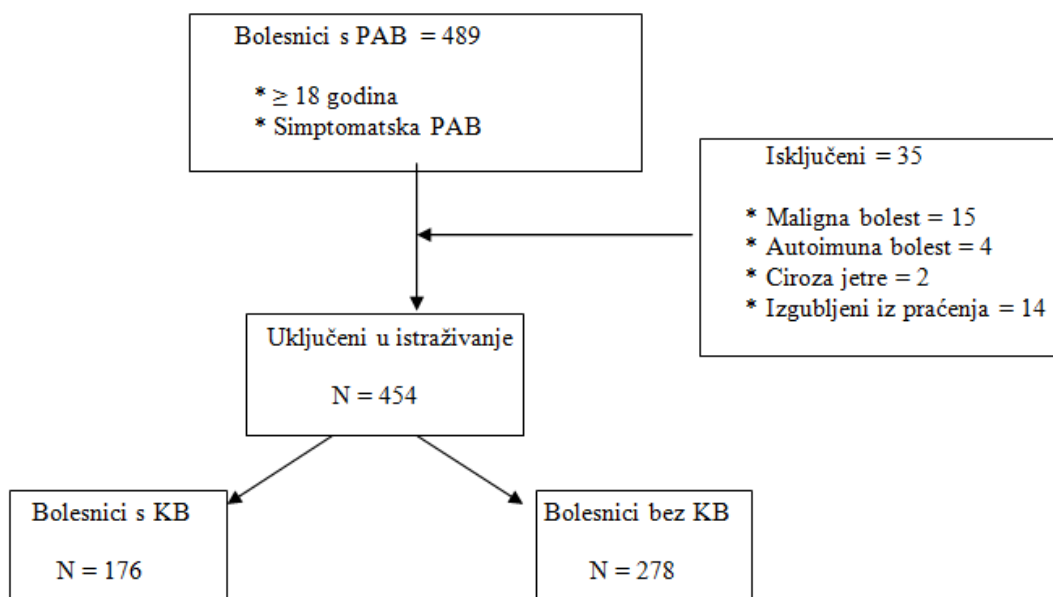 Bolesnici s PAB = 489
* ≥ 18 godina
* Simptomatska PAB
Isključeni = 35
* Maligna bolest = 15
* Autoimuna bolest = 4
* Ciroza jetre = 2
* Izgubljeni iz praćenja = 14
Uključeni u istraživanje
N = 454
Bolesnici s KB
N = 176
Bolesnici bez KB
N = 278